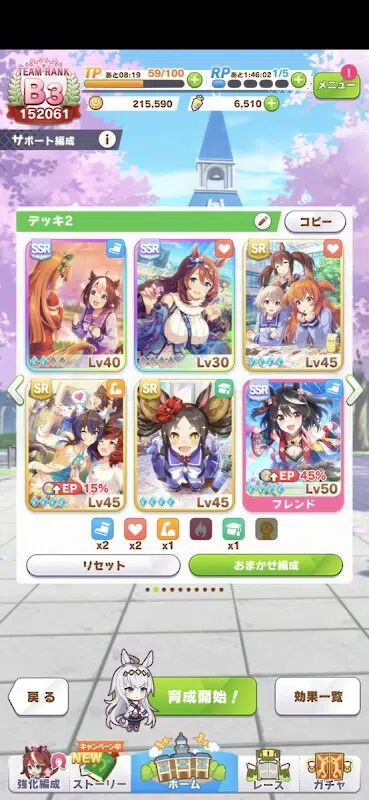 TEAM RANK
B3
152061
TP あと08:19 59/100
RP あと1:46:02 1/5
215,590
6,510
メニュー
サポート編成
デッキ2
コピー
SSR
Lv40
SSR
Lv30
SR
Lv45
SR
EP 15%
Lv45
SR
Lv45
SSR
EP 45%
Lv50
フレンド
x2
x2
x1
x1
リセット
おまかせ編成
戻る
育成開始!
効果一覧
キャンペーン中
NEW
強化編成
ストーリー
ホーム
レース
ガチャ